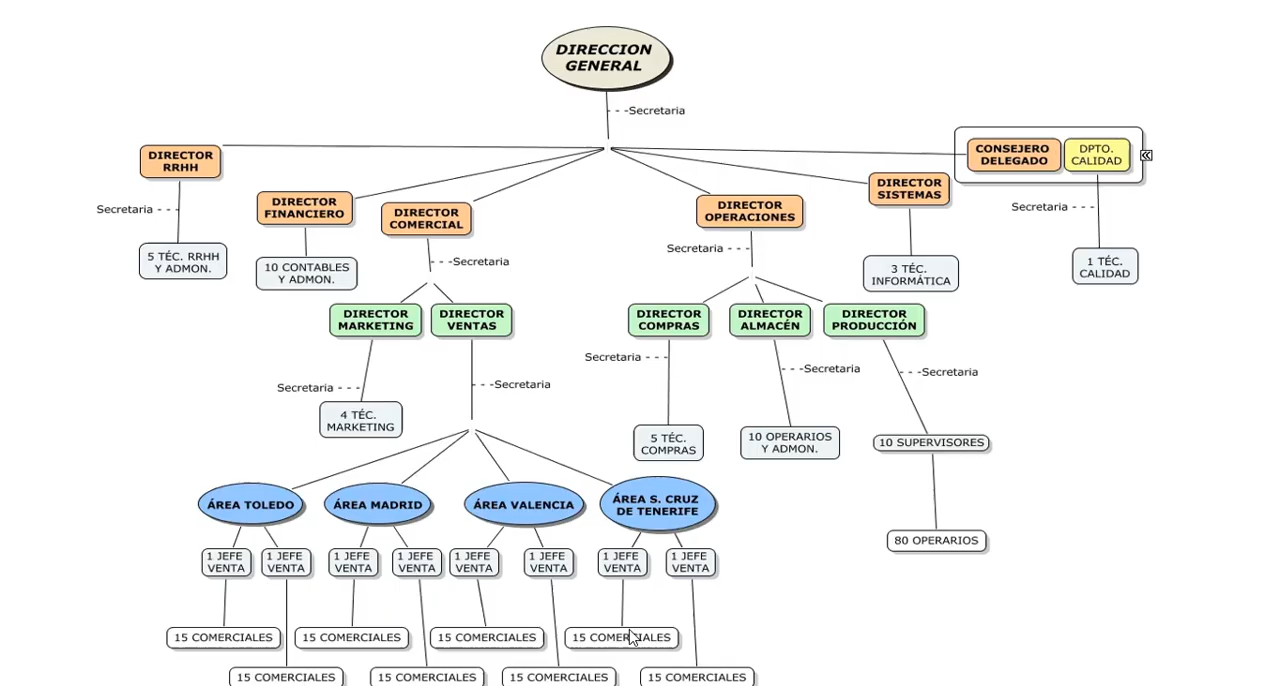 DIRECCION
GENERAL
- - -Secretaria
DIRECTOR
RRHH
CONSEJERO
DELEGADO
DPTO.
CALIDAD
DIRECTOR
SISTEMAS
DIRECTOR
FINANCIERO
DIRECTOR
COMERCIAL
DIRECTOR
OPERACIONES
Secretaria - - -
Secretaria - - -
Secretaria - - -
- - -Secretaria
5 TÉC. RRHH
Y ADMON.
10 CONTABLES
Y ADMON.
3 TÉC.
INFORMÁTICA
1 TÉC.
CALIDAD
DIRECTOR
MARKETING
DIRECTOR
VENTAS
DIRECTOR
COMPRAS
DIRECTOR
ALMACÉN
DIRECTOR
PRODUCCIÓN
Secretaria - - -
- - -Secretaria
Secretaria - - -
- - -Secretaria
- - -Secretaria
4 TÉC.
MARKETING
5 TÉC.
COMPRAS
10 OPERARIOS
Y ADMON.
10 SUPERVISORES
80 OPERARIOS
ÁREA TOLEDO
ÁREA MADRID
ÁREA VALENCIA
ÁREA S. CRUZ
DE TENERIFE
1 JEFE
VENTA
1 JEFE
VENTA
1 JEFE
VENTA
1 JEFE
VENTA
1 JEFE
VENTA
1 JEFE
VENTA
1 JEFE
VENTA
1 JEFE
VENTA
15 COMERCIALES
15 COMERCIALES
15 COMERCIALES
15 COMERCIALES
15 COMERCIALES
15 COMERCIALES
15 COMERCIALES
15 COMERCIALES